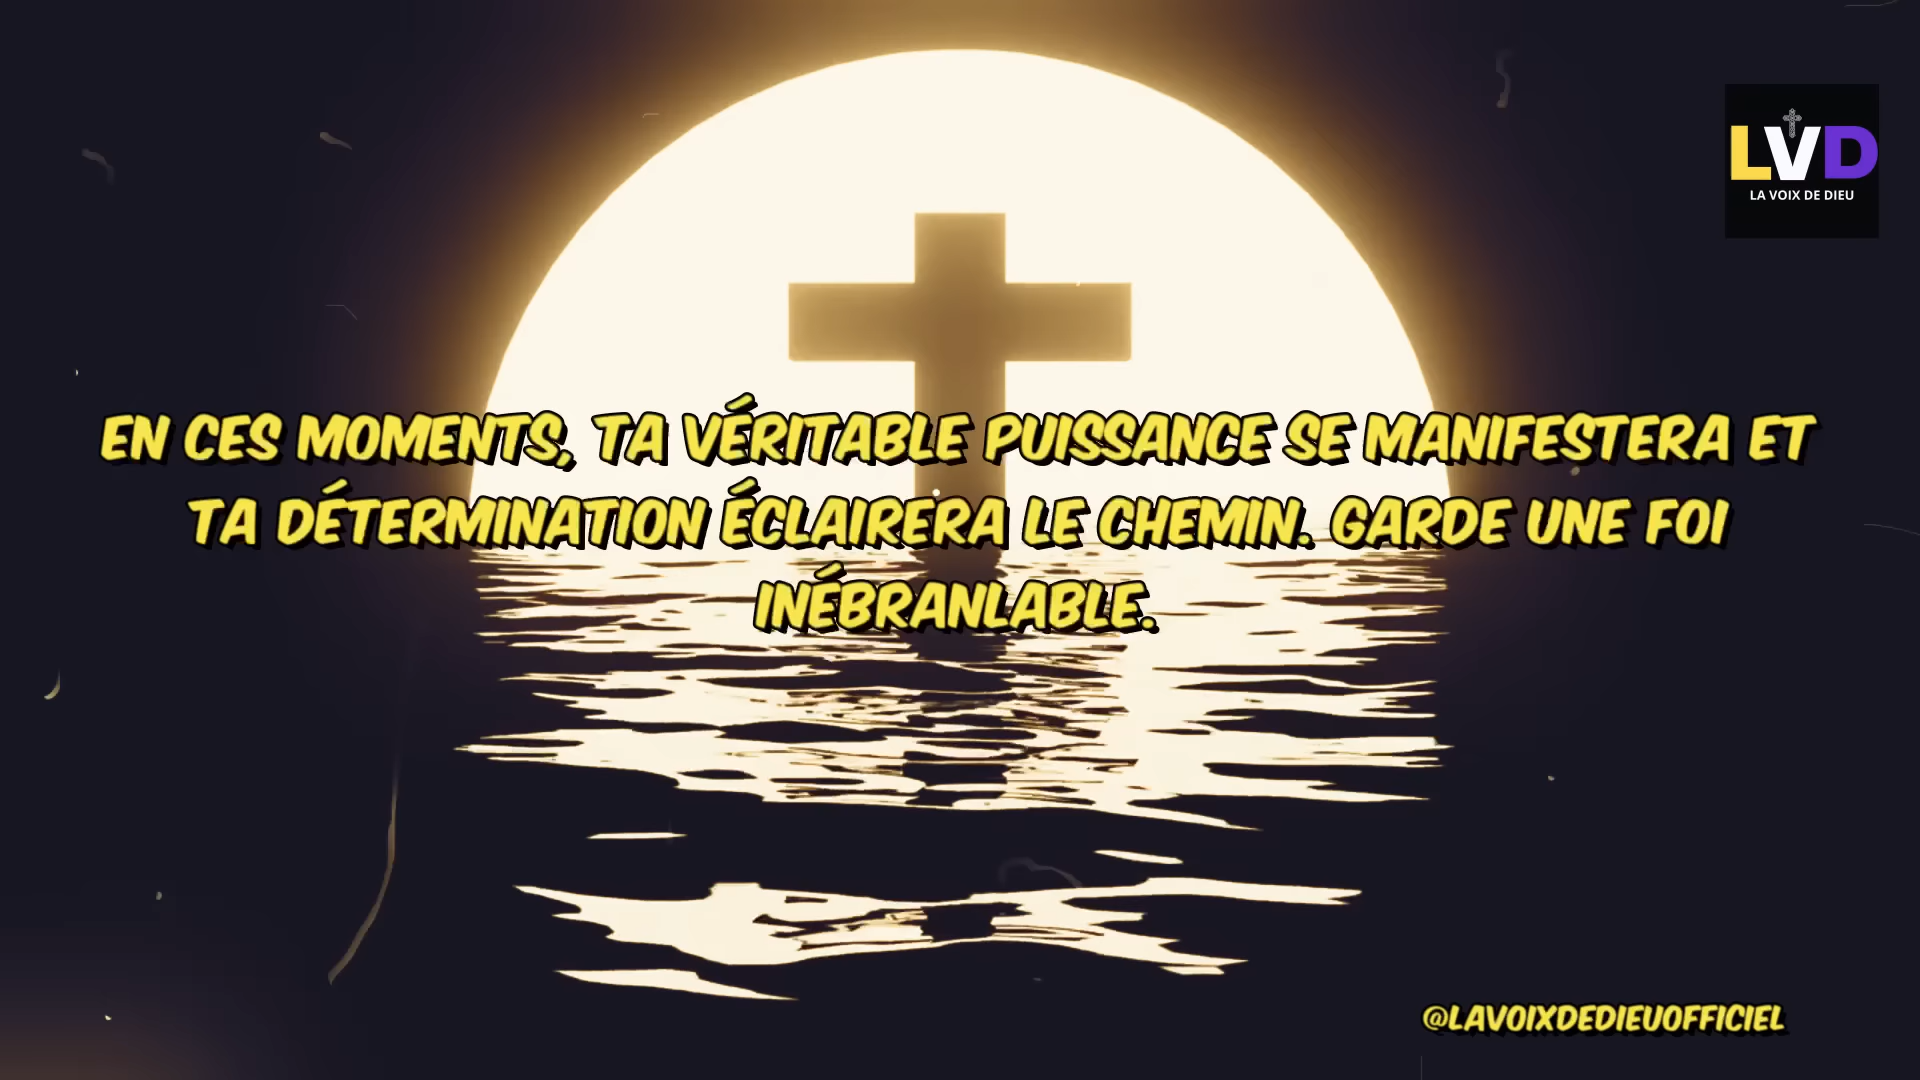 LVD
LA VOIX DE DIEU
EN CES MOMENTS, TA VÉRITABLE PUISSANCE SE MANIFESTERA ET
TA DÉTERMINATION ÉCLAIRERA LE CHEMIN. GARDE UNE FOI
INÉBRANLABLE.
@LAVOIXDEDIEUOFFICIEL